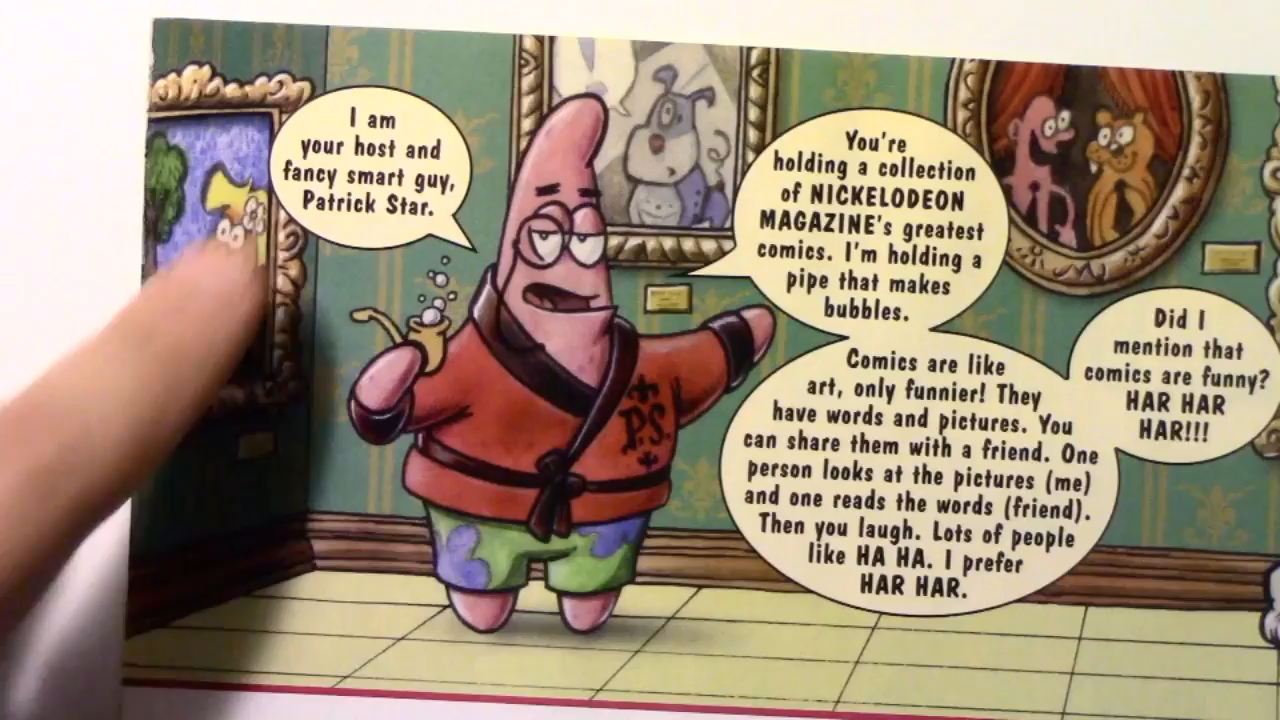 I am
your host and
fancy smart guy,
Patrick Star.
You're
holding a collection
of NICKELODEON
MAGAZINE's greatest
comics. I'm holding a
pipe that makes
bubbles.
Comics are like
art, only funnier! They
have words and pictures. You
can share them with a friend. One
person looks at the pictures (me)
and one reads the words (friend).
Then you laugh. Lots of people
like HA HA. I prefer
HAR HAR.
Did I
mention that
comics are funny?
HAR HAR
HAR!!!
P.S.
!